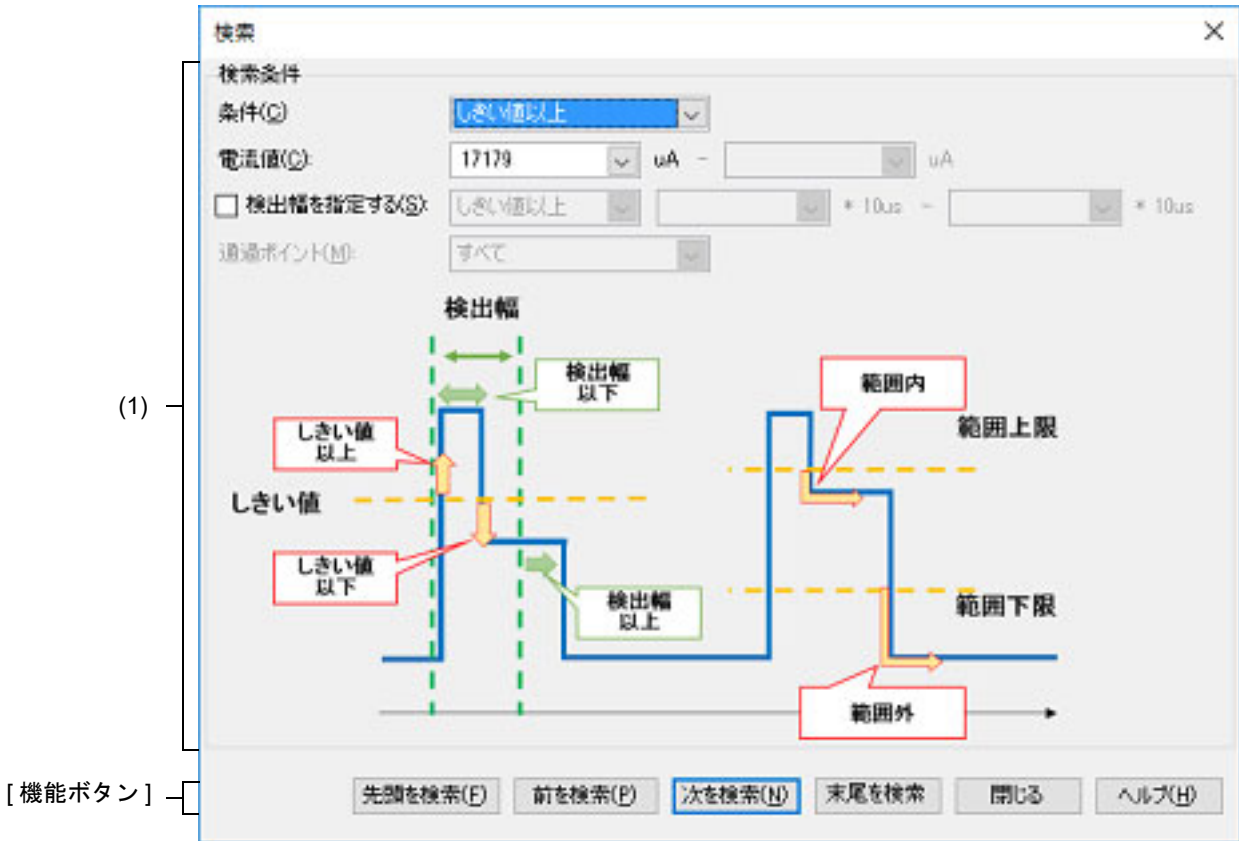 検索
検索条件
条件(C)
しきい値以上
電流値(C):
17179
uA -
uA
検出幅を指定する(S):
しきい値以上
* 10us -
* 10us
通過ポイント(M):
すべて
検出幅
検出幅
以下
範囲内
(1)
しきい値
以上
範囲上限
しきい値
しきい値
以下
検出幅
以上
範囲下限
範囲外
[ 機能ボタン ]
先頭を検索(F)
前を検索(P)
次を検索(N)
末尾を検索
閉じる
ヘルプ(H)